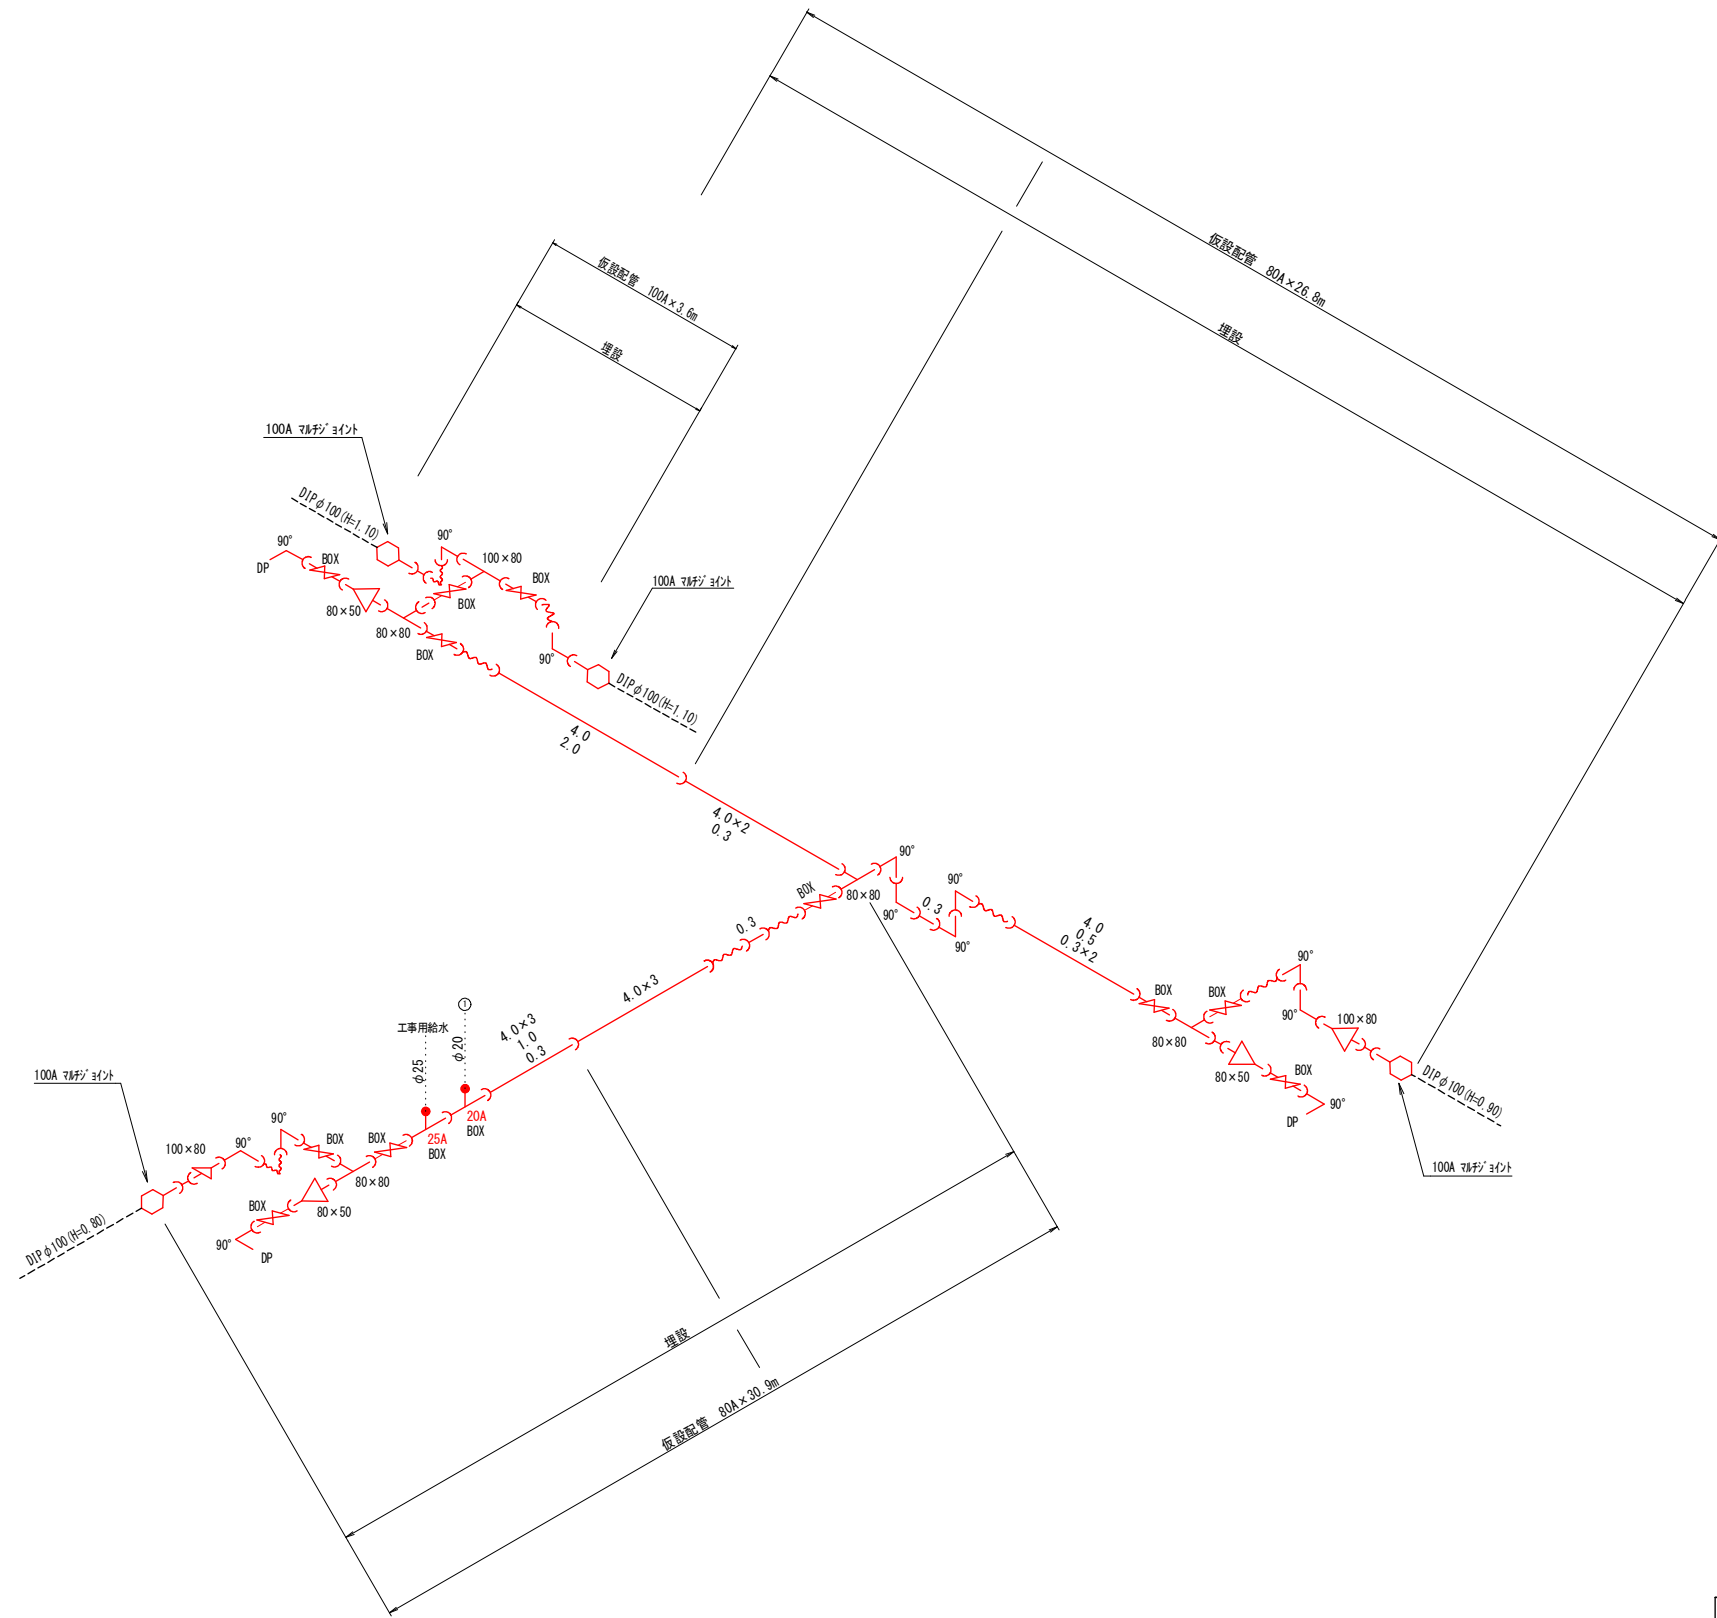 仮設配管 80A×26.8m
埋設
仮設配管 100A×3.6m
埋設
100A マルチジョイント
DIPφ100(H=1.10)
90°
DP
BOX
90°
100×80
BOX
BOX
80×50
80×80
BOX
100A マルチジョイント
90°
DIPφ100(H=1.10)
4.0
2.0
4.0×2
0.3
90°
BOX
80×80
90°
0.3
90°
90°
4.0
0.5
0.3×2
BOX
BOX
90°
90°
100×80
80×80
80×50
BOX
90°
DP
DIPφ100(H=0.90)
100A マルチジョイント
0.3
4.0×3
4.0×3
1.0
0.3
①
φ20
工事用給水
φ25
20A
BOX
25A
BOX
100A マルチジョイント
100×80
90°
90°
BOX
BOX
80×80
80×50
BOX
90°
DP
DIPφ100(H=0.80)
埋設
仮設配管 80A×30.9m